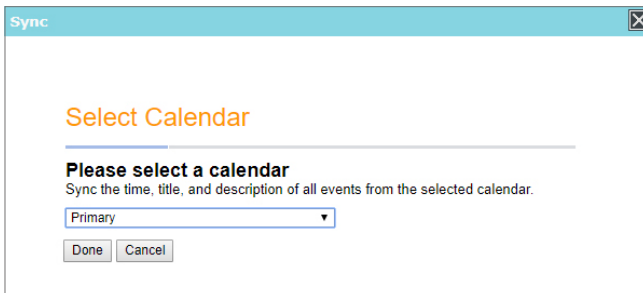 Sync
Select Calendar
Please select a calendar
Sync the time, title, and description of all events from the selected calendar.
Primary
Done Cancel